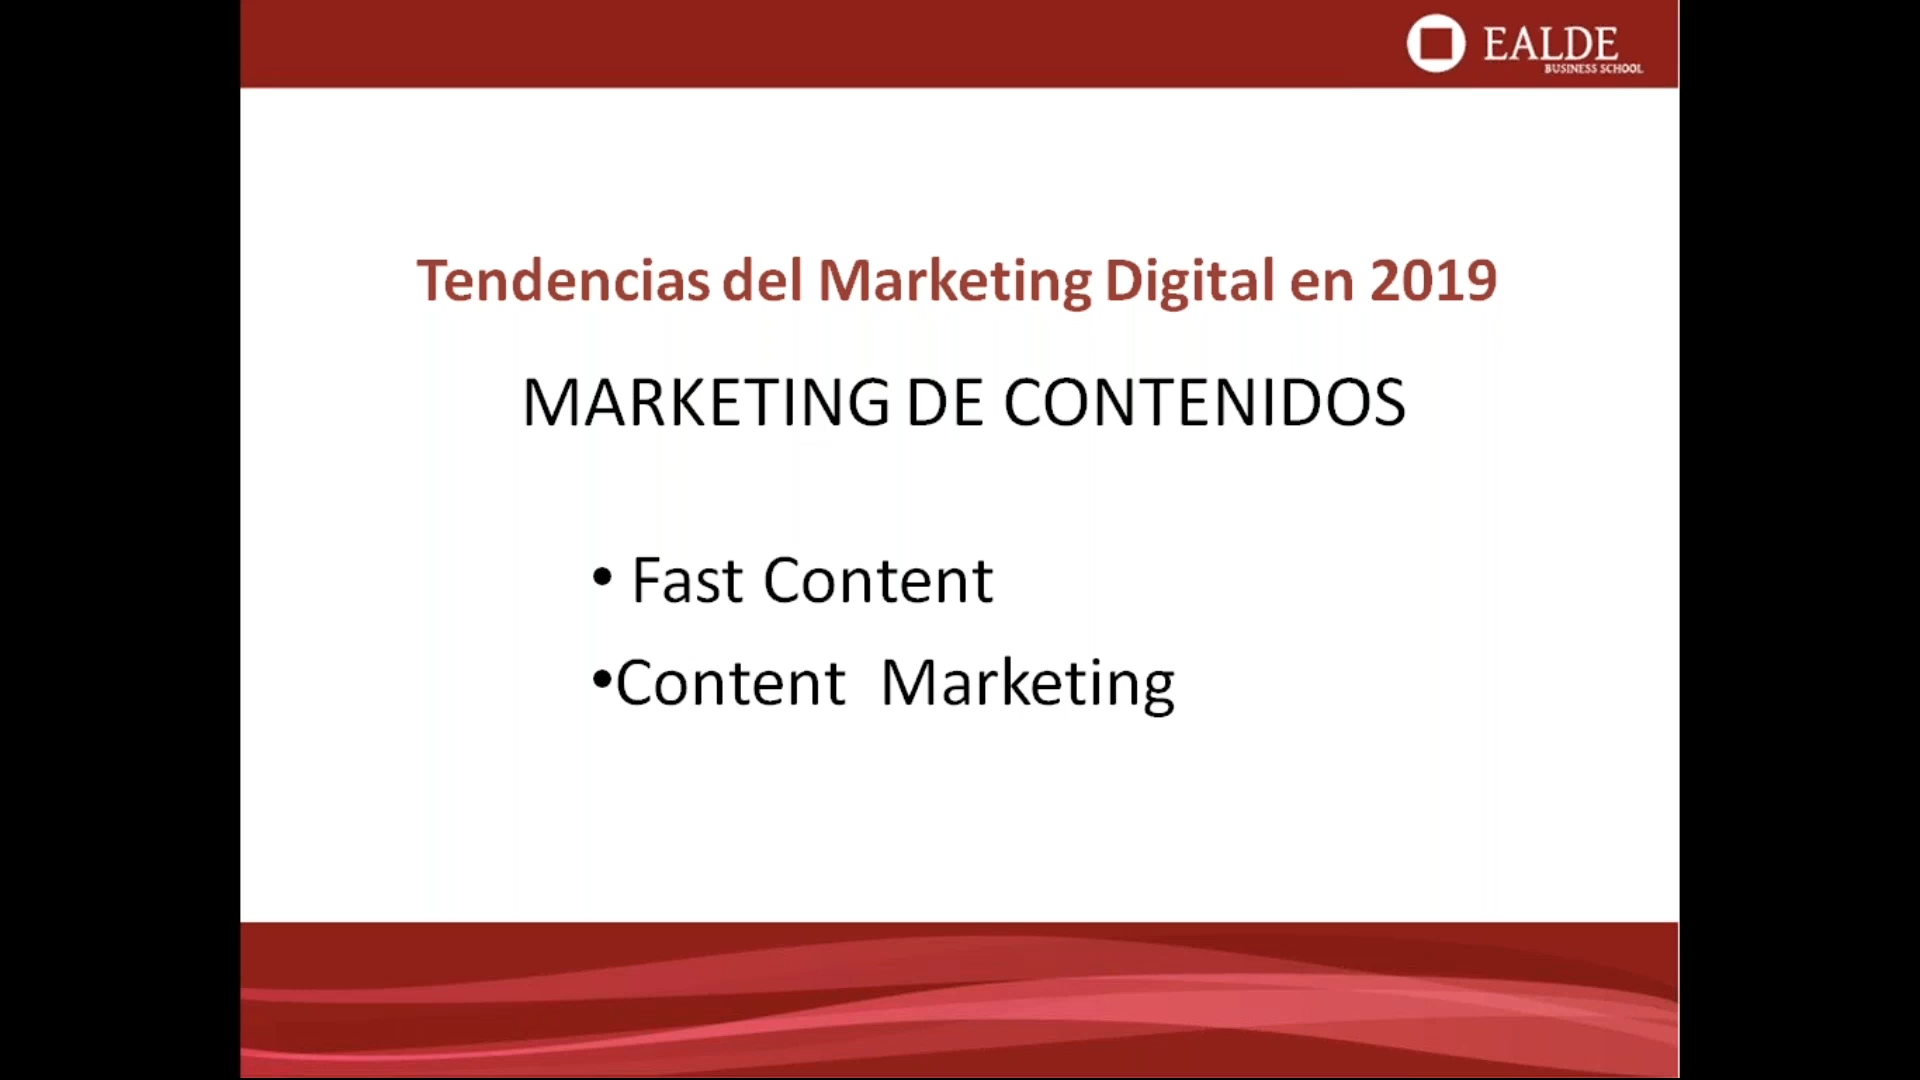 EALDE
BUSINESS SCHOOL
Tendencias del Marketing Digital en 2019
MARKETING DE CONTENIDOS
• Fast Content
•Content Marketing